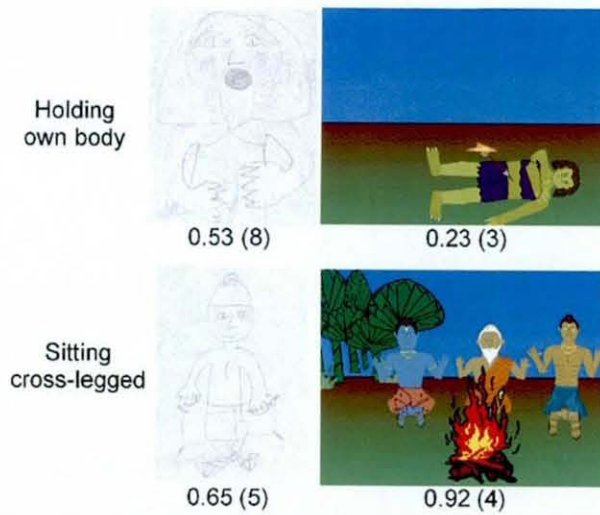 Holding
own body
0.53 (8)
0.23 (3)
Sitting
cross-legged
0.65 (5)
0.92 (4)